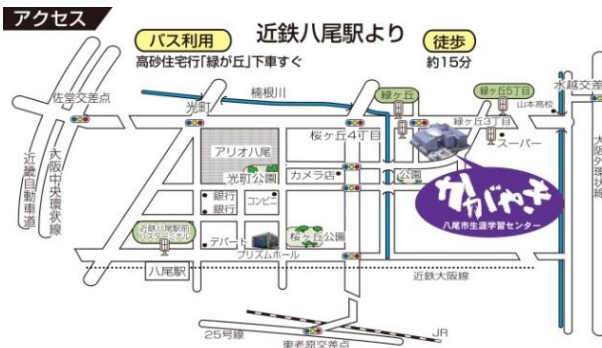 アクセス
近鉄八尾駅より
バス利用
高砂住宅行「緑が丘」下車すぐ
徒歩
約15分
佐堂交差点
光町
楠根川
緑ヶ丘
緑ヶ丘5丁目
水越交差
山本高校
桜ヶ丘4丁目
緑ヶ丘3丁目
スーパー
アリオ八尾
光町公園
カメラ店
公園
かがやき
八尾市生涯学習センター
銀行
コンビニ
銀行
近鉄八尾駅前
デパート
プリズムホール
桜ヶ丘公園
八尾駅
近鉄大阪線
近畿自動車道
大阪中央環状線
大阪外環状線
25号線
東老原交差点
JR